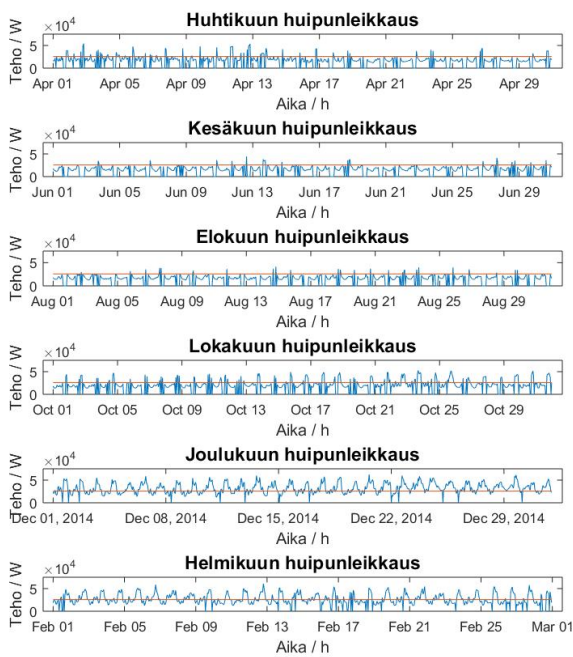 Huhtikuun huipunleikkaus
×10⁴
Teho / W
5
0
Apr 01 Apr 05 Apr 09 Apr 13 Apr 17 Apr 21 Apr 25 Apr 29
Aika / h
Kesäkuun huipunleikkaus
×10⁴
Teho / W
5
0
Jun 01 Jun 05 Jun 09 Jun 13 Jun 17 Jun 21 Jun 25 Jun 29
Aika / h
Elokuun huipunleikkaus
×10⁴
Teho / W
5
0
Aug 01 Aug 05 Aug 09 Aug 13 Aug 17 Aug 21 Aug 25 Aug 29
Aika / h
Lokakuun huipunleikkaus
×10⁴
Teho / W
5
0
Oct 01 Oct 05 Oct 09 Oct 13 Oct 17 Oct 21 Oct 25 Oct 29
Aika / h
Joulukuun huipunleikkaus
×10⁴
Teho / W
5
0
Dec 01, 2014 Dec 08, 2014 Dec 15, 2014 Dec 22, 2014 Dec 29, 2014
Aika / h
Helmikuun huipunleikkaus
×10⁴
Teho / W
5
0
Feb 01 Feb 05 Feb 09 Feb 13 Feb 17 Feb 21 Feb 25 Mar 01
Aika / h